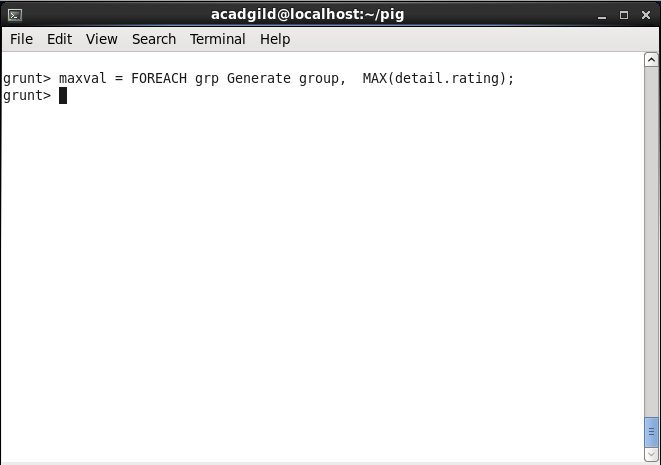 acadgild@localhost:~/pig
File Edit View Search Terminal Help
grunt> maxval = FOREACH grp Generate group,  MAX(detail.rating);
grunt>